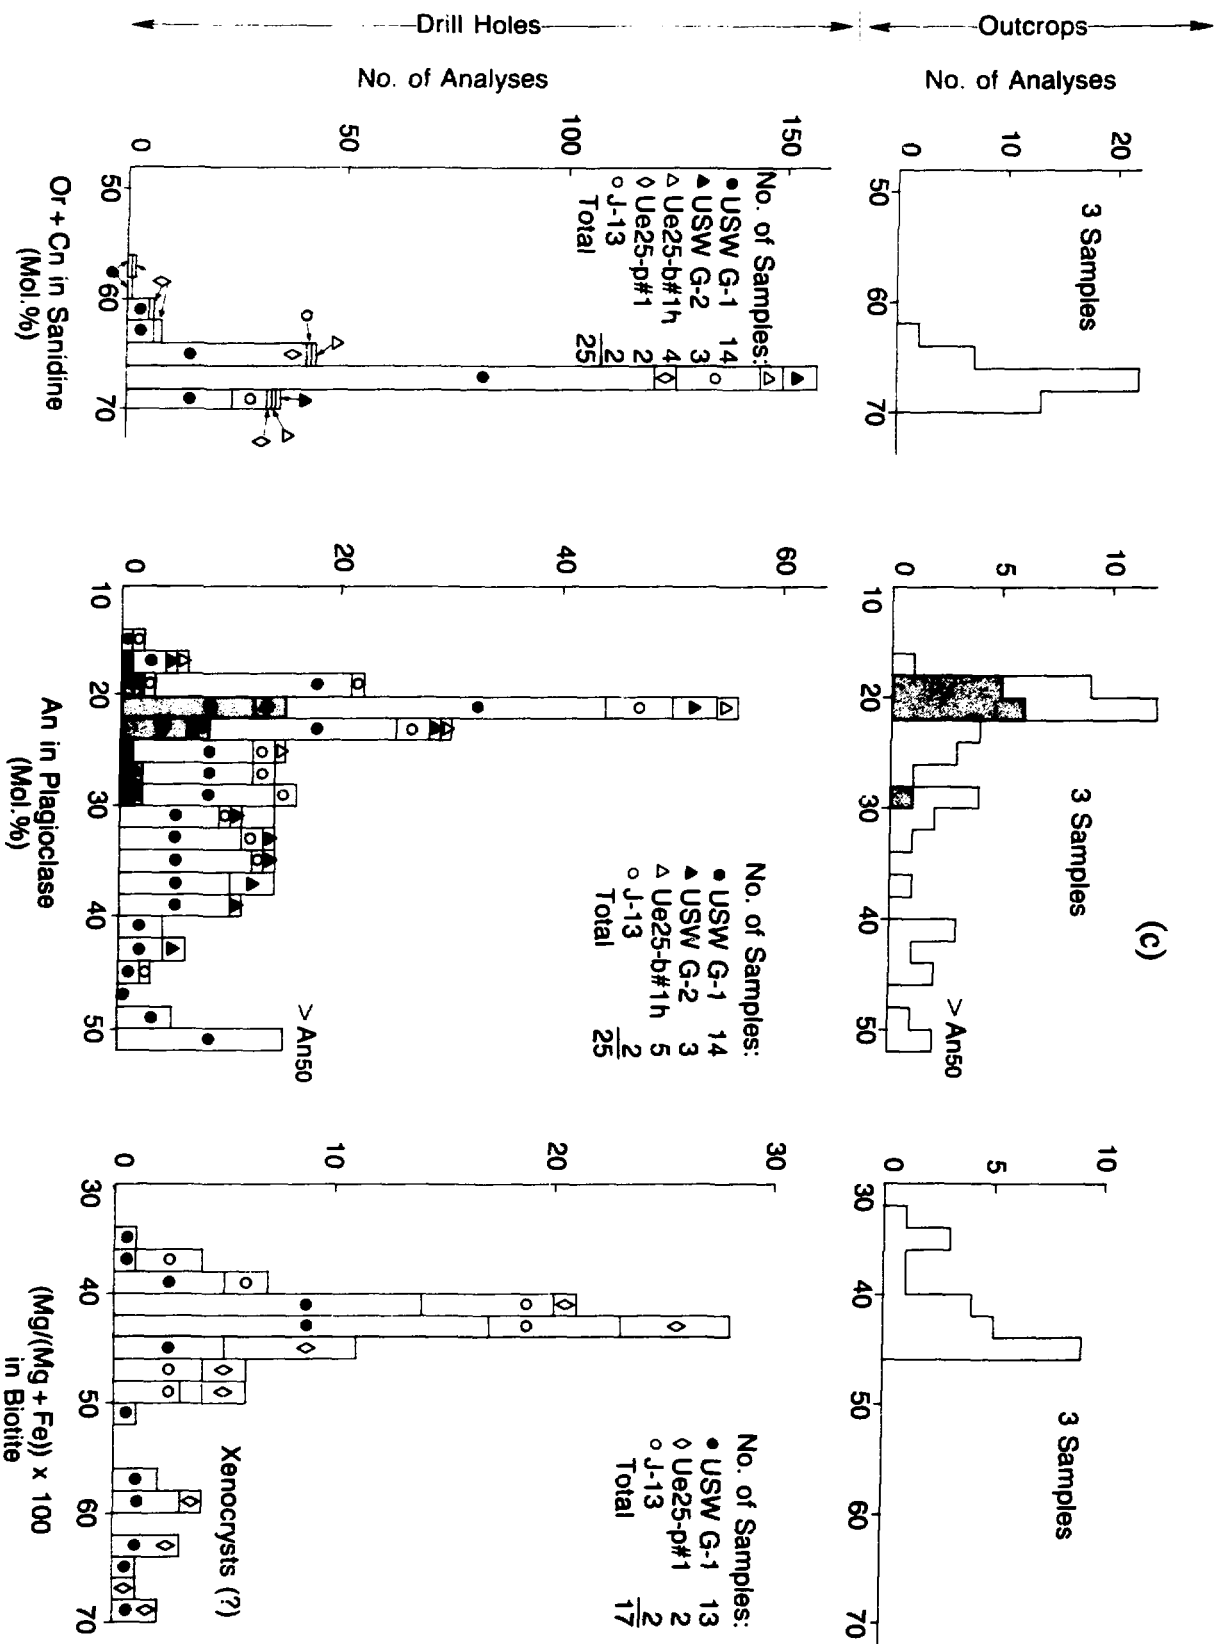 (c)
Outcrops
No. of Analyses
0 10 20
50 60 70
3 Samples
0 5 10
10 20 30 40 50
3 Samples
> An50
0 5 10
30 40 50 60 70
3 Samples
Drill Holes
No. of Analyses
0 50 100 150
No. of Samples:
● USW G-1 14
▲ USW G-2 3
△ Ue25-b#1h 4
◇ Ue25-p#1 2
○ J-13 2
Total 25
50 60 70
Or + Cn in Sanidine
(Mol.%)
0 20 40 60
No. of Samples:
● USW G-1 14
▲ USW G-2 3
△ Ue25-b#1h 5
○ J-13 2
Total 25
> An50
10 20 30 40 50
An in Plagioclase
(Mol.%)
0 10 20 30
No. of Samples:
● USW G-1 13
◇ Ue25-p#1 2
○ J-13 2
Total 17
Xenocrysts (?)
30 40 50 60 70
(Mg/(Mg + Fe)) x 100
in Biotite